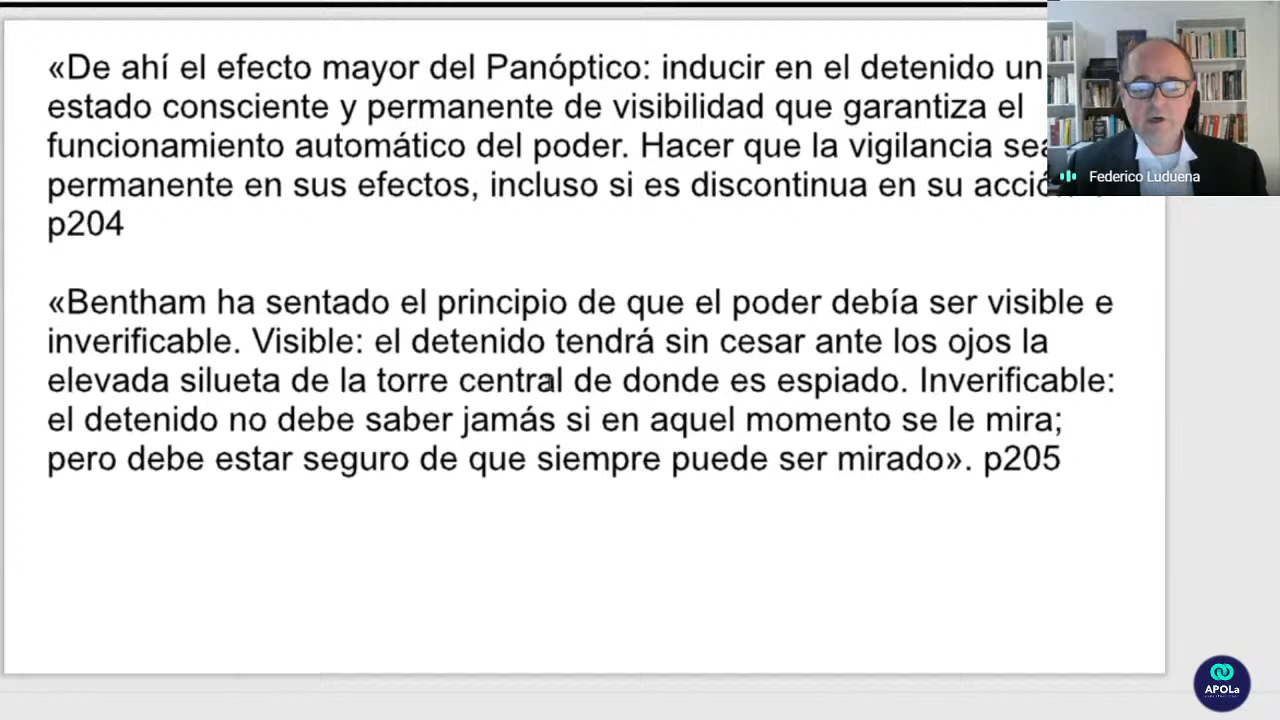 «De ahí el efecto mayor del Panóptico: inducir en el detenido un
estado consciente y permanente de visibilidad que garantiza el
funcionamiento automático del poder. Hacer que la vigilancia sea
permanente en sus efectos, incluso si es discontinua en su
p204
«Bentham ha sentado el principio de que el poder debía ser visible e
inverificable. Visible: el detenido tendrá sin cesar ante los ojos la
elevada silueta de la torre central de donde es espiado. Inverificable:
el detenido no debe saber jamás si en aquel momento se le mira;
pero debe estar seguro de que siempre puede ser mirado». p205
Federico Luduena
APOLa